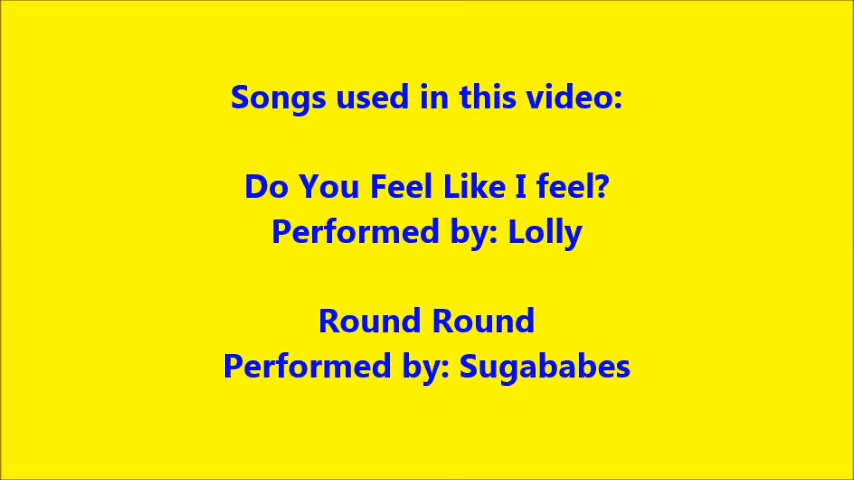 Songs used in this video:
Do You Feel Like I feel?
Performed by: Lolly
Round Round
Performed by: Sugababes